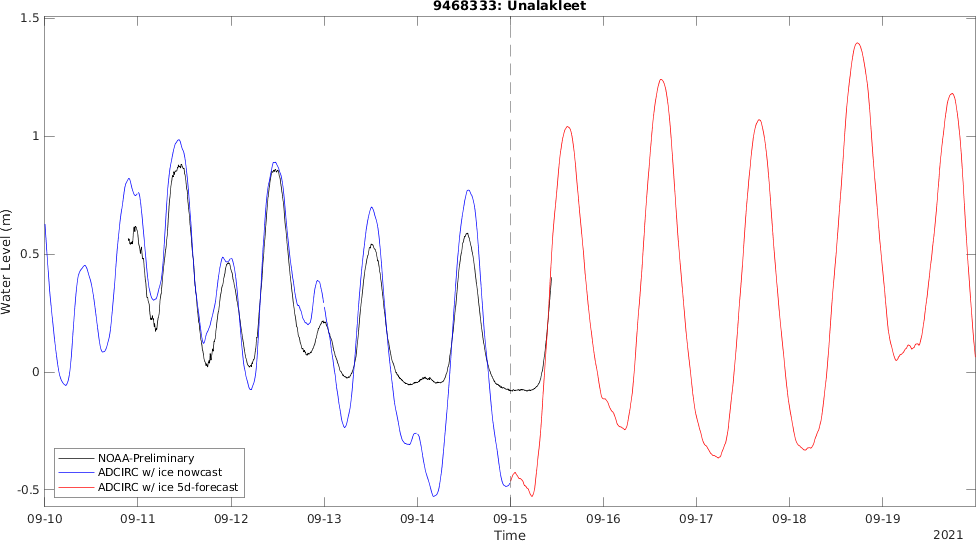 9468333: Unalakleet
1.5
1
0.5
0
-0.5
Water Level (m)
NOAA-Preliminary
ADCIRC w/ ice nowcast
ADCIRC w/ ice 5d-forecast
09-10 09-11 09-12 09-13 09-14 09-15 09-16 09-17 09-18 09-19
Time
2021